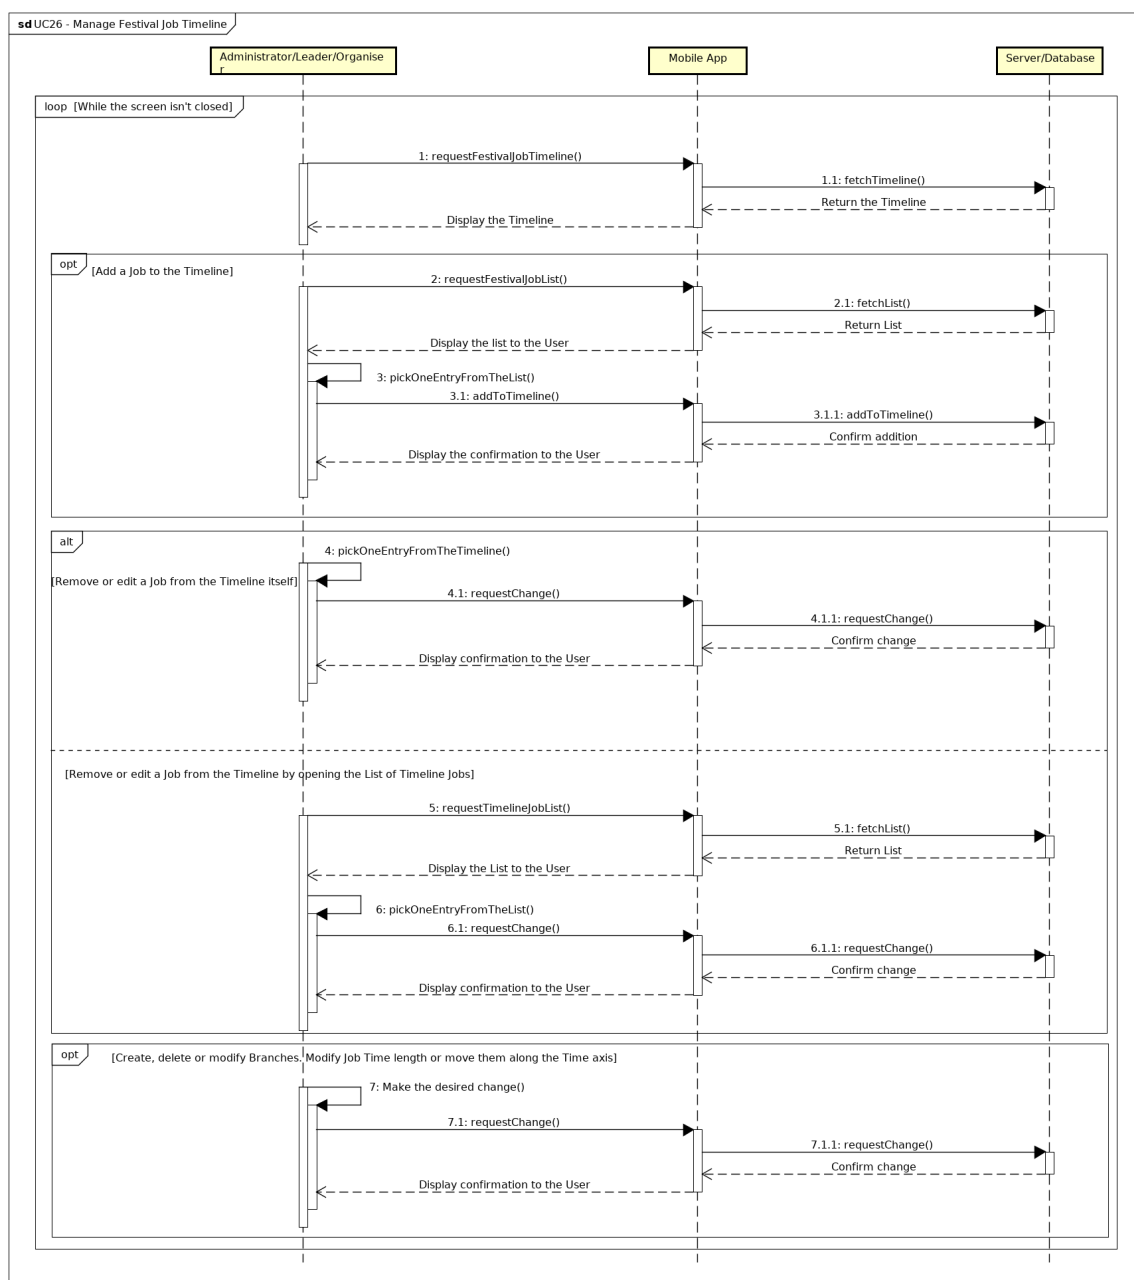 sd UC26 - Manage Festival Job Timeline
Administrator/Leader/Organise
r
Mobile App
Server/Database
loop [While the screen isn't closed]
1: requestFestivalJobTimeline()
1.1: fetchTimeline()
Return the Timeline
Display the Timeline
opt
[Add a Job to the Timeline]
2: requestFestivalJobList()
2.1: fetchList()
Return List
Display the list to the User
3: pickOneEntryFromTheList()
3.1: addToTimeline()
3.1.1: addToTimeline()
Confirm addition
Display the confirmation to the User
alt
4: pickOneEntryFromTheTimeline()
[Remove or edit a Job from the Timeline itself]
4.1: requestChange()
4.1.1: requestChange()
Confirm change
Display confirmation to the User
[Remove or edit a Job from the Timeline by opening the List of Timeline Jobs]
5: requestTimelineJobList()
5.1: fetchList()
Return List
Display the List to the User
6: pickOneEntryFromTheList()
6.1: requestChange()
6.1.1: requestChange()
Confirm change
Display confirmation to the User
opt
[Create, delete or modify Branches. Modify Job Time length or move them along the Time axis]
7: Make the desired change()
7.1: requestChange()
7.1.1: requestChange()
Confirm change
Display confirmation to the User